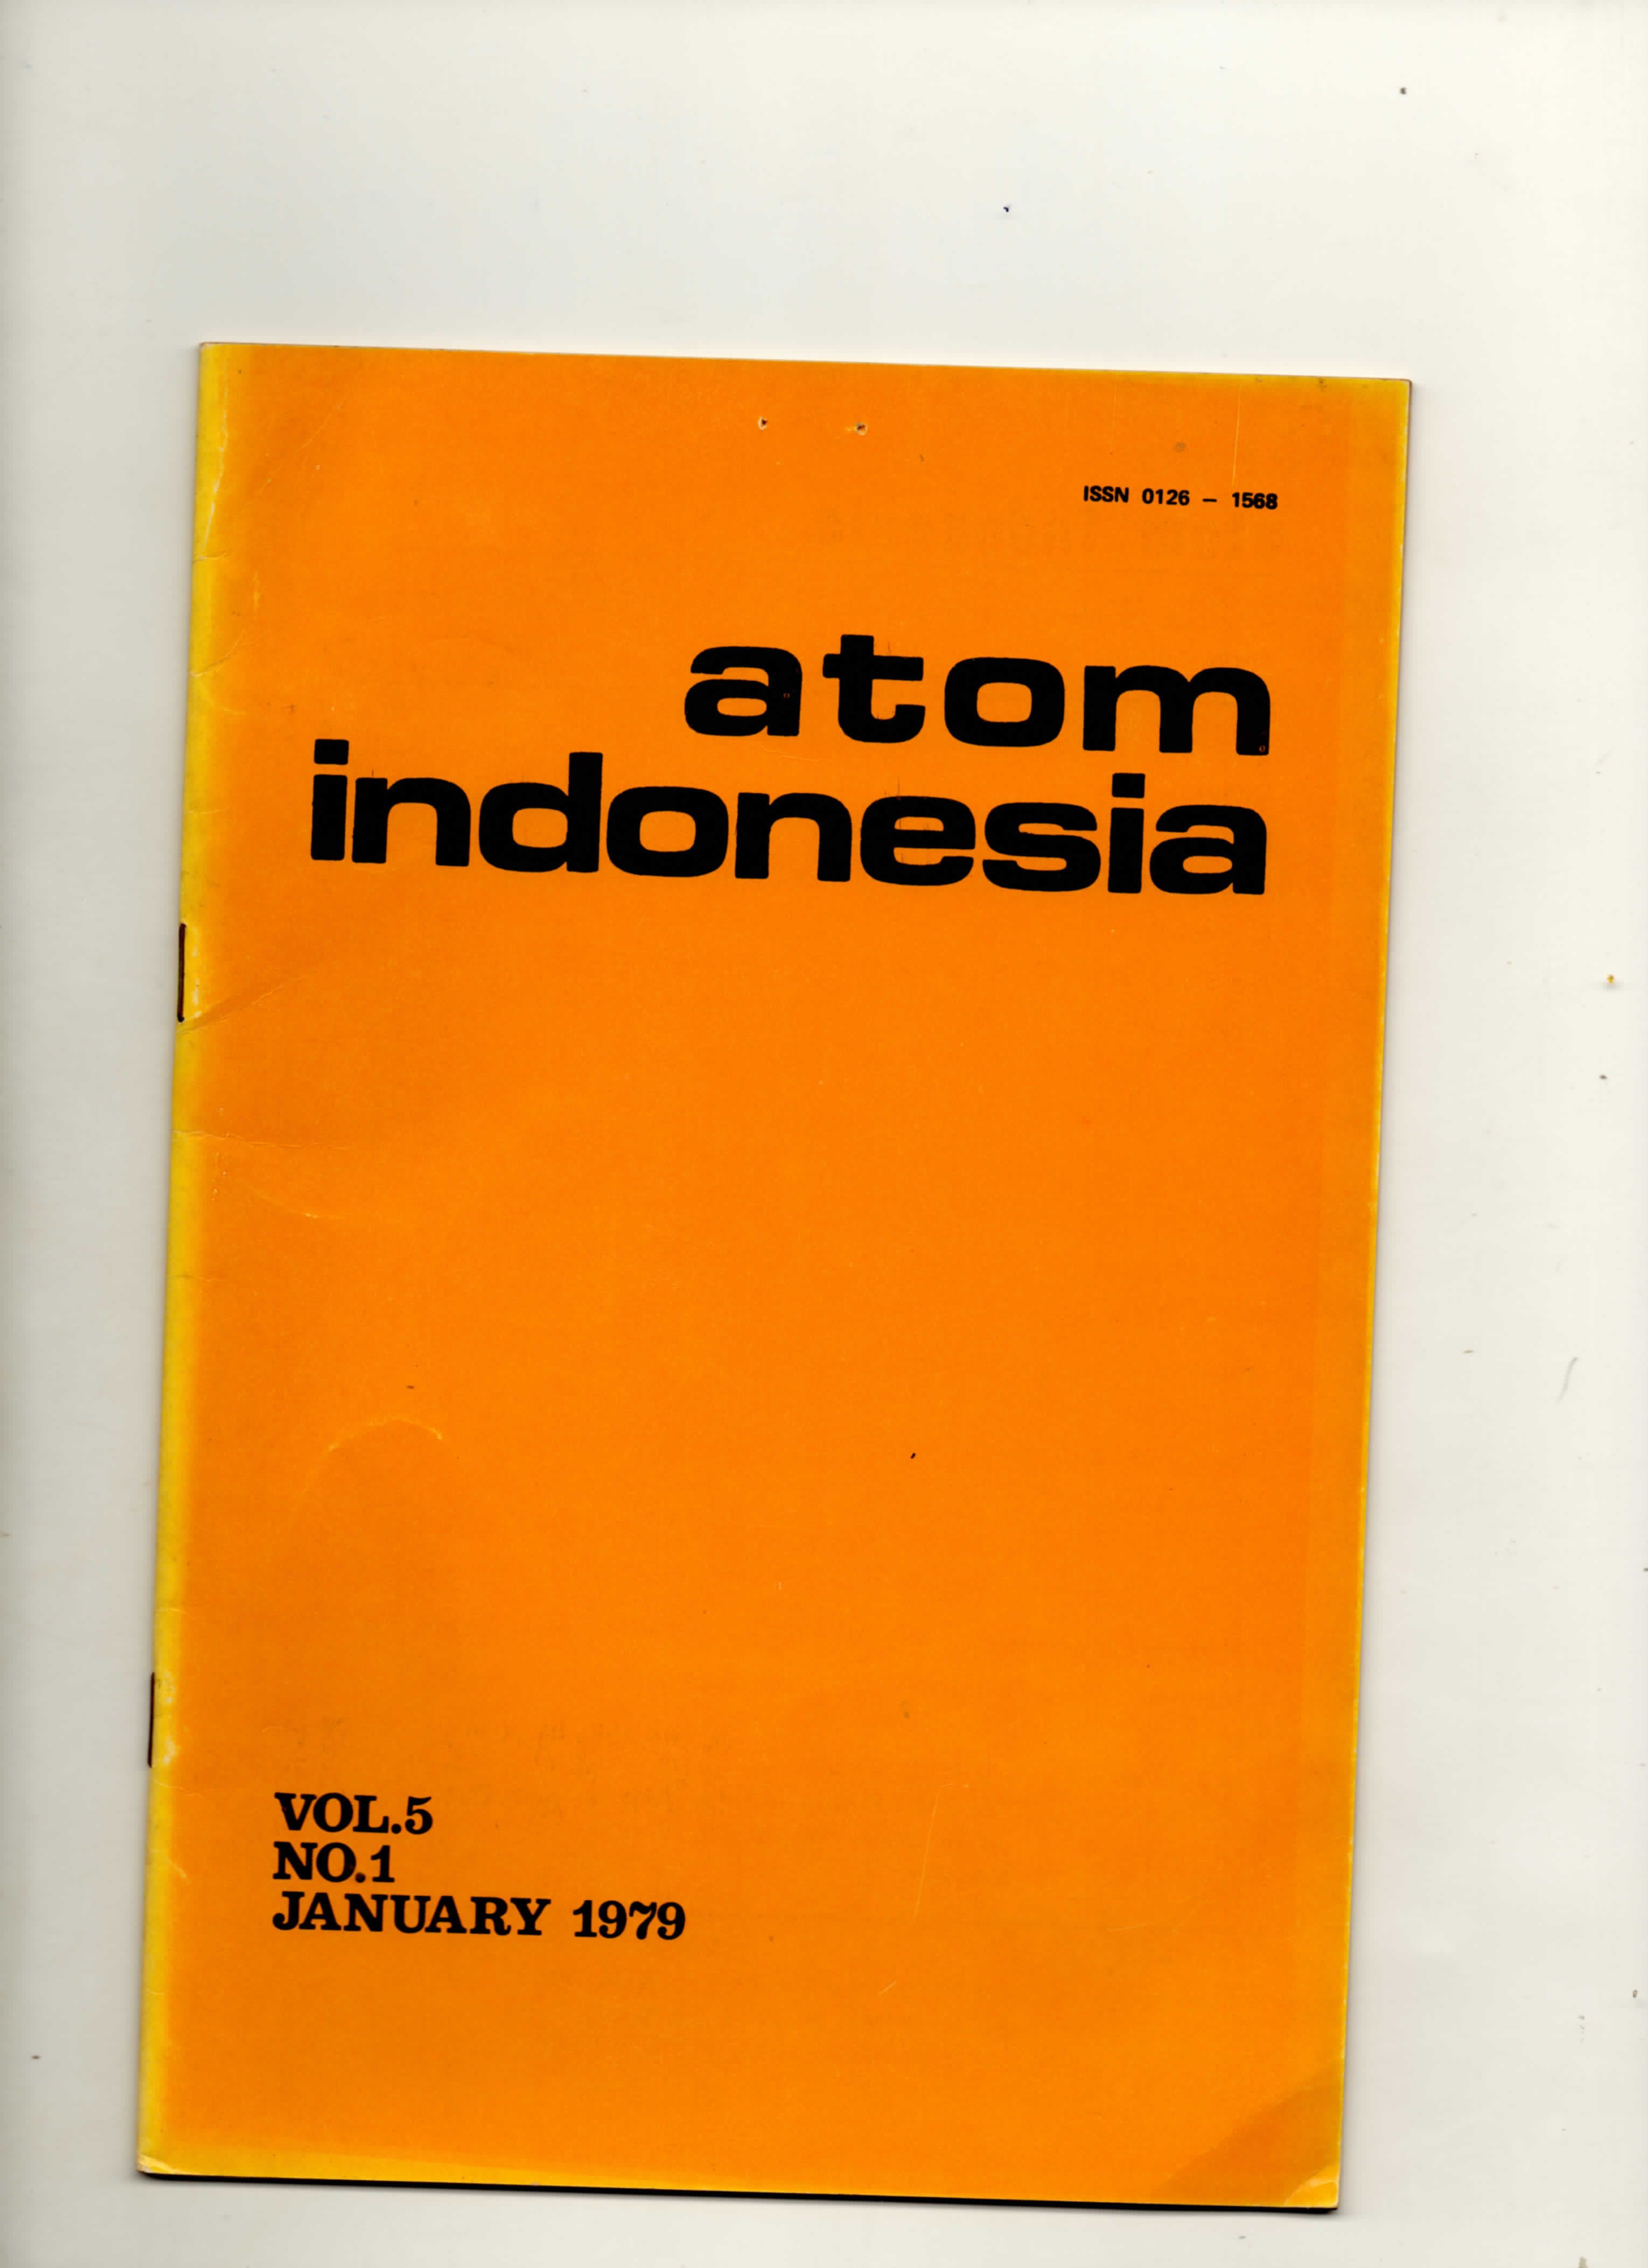 ISSN 0126 – 1568
atom
indonesia
VOL.5
NO.1
JANUARY 1979